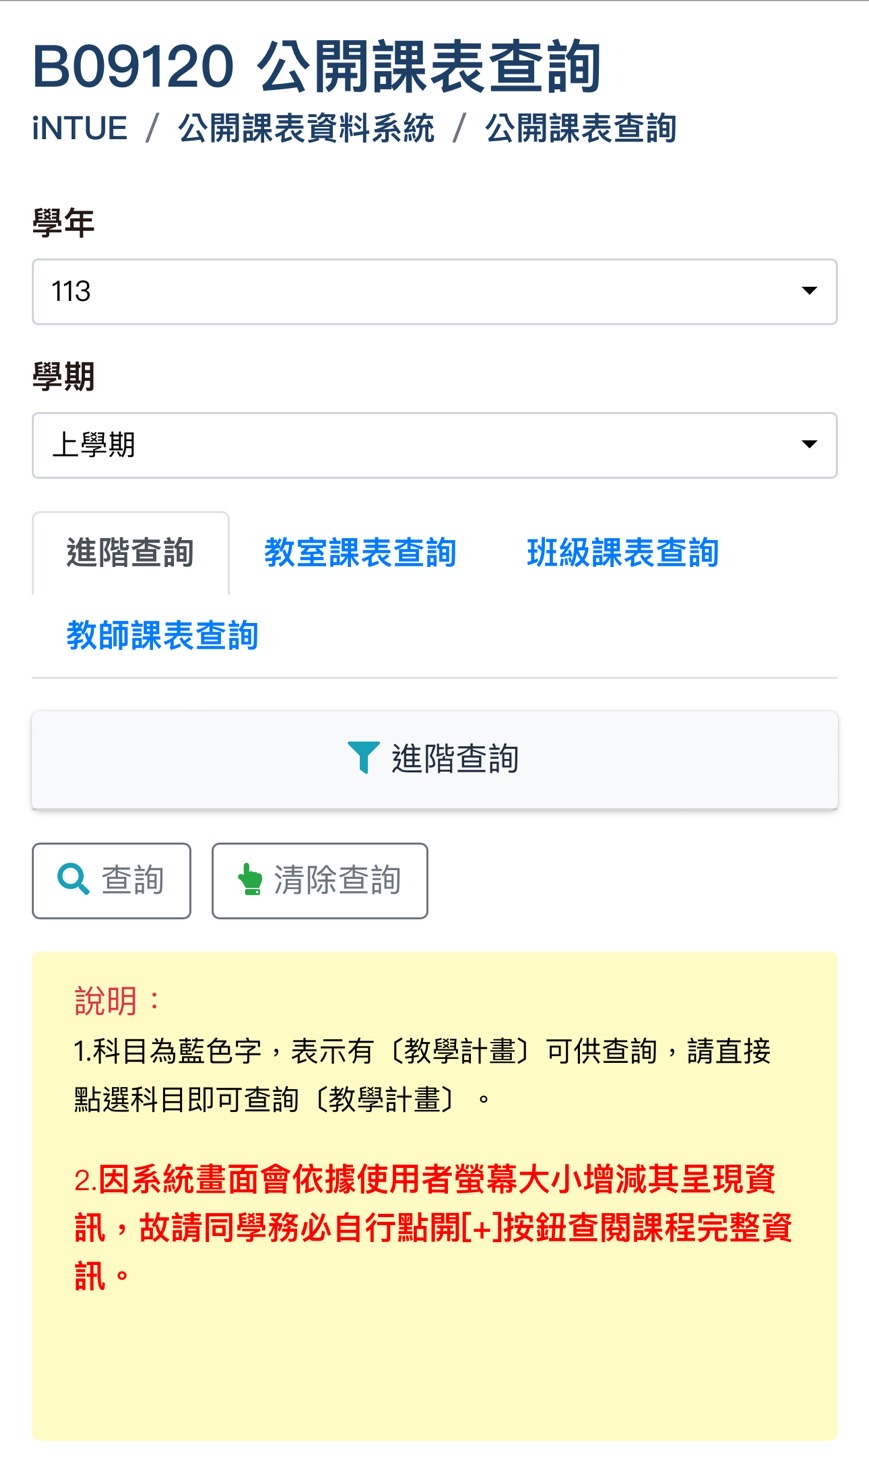 B09120 公開課表查詢
iNTUE / 公開課表資料系統 / 公開課表查詢
學年
113
學期
上學期
進階查詢 教室課表查詢 班級課表查詢
教師課表查詢
進階查詢
查詢 清除查詢
說明：
1.科目為藍色字，表示有〔教學計畫〕可供查詢，請直接
點選科目即可查詢〔教學計畫〕。
2.因系統畫面會依據使用者螢幕大小增減其呈現資
訊，故請同學務必自行點開[+]按鈕查閱課程完整資
訊。